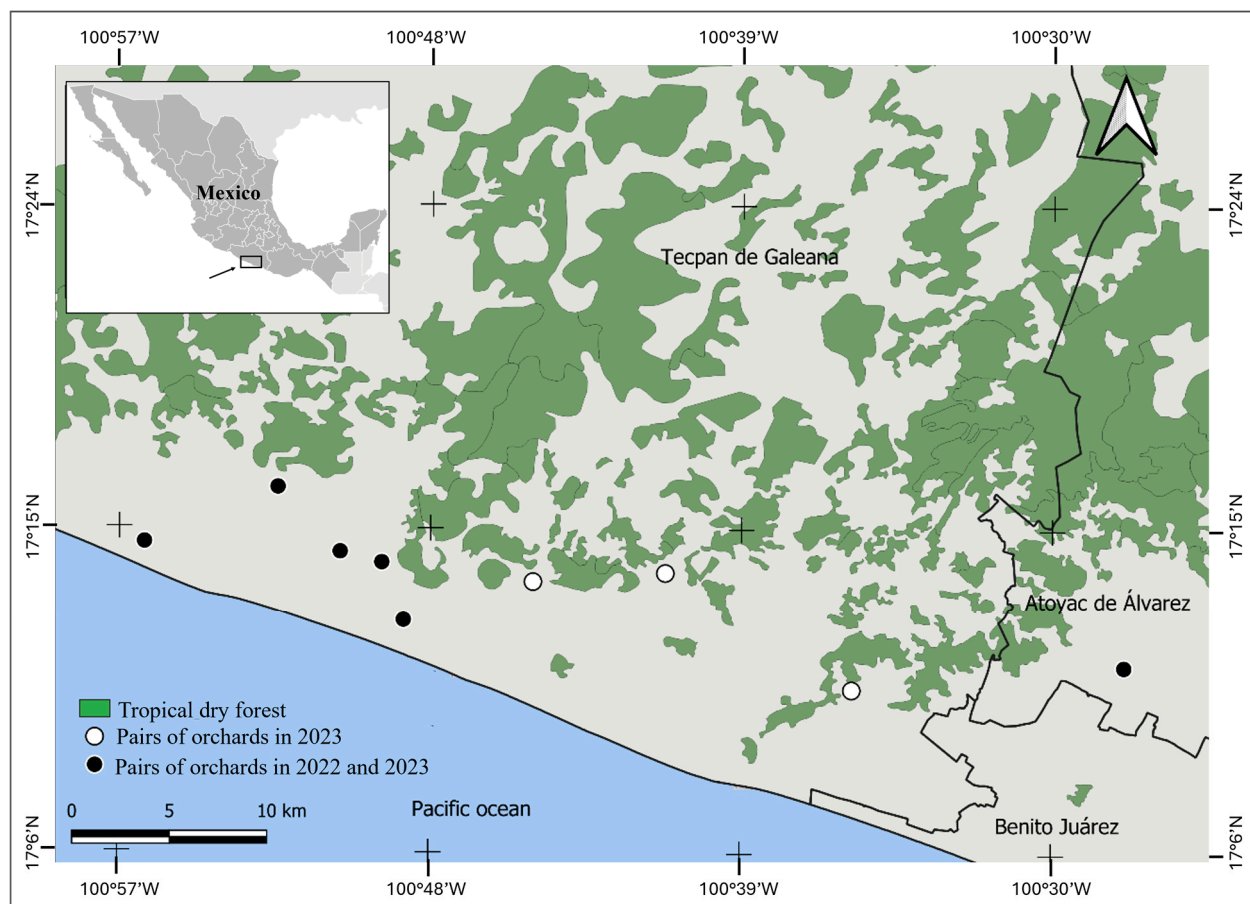 100°57'W 100°48'W 100°39'W 100°30'W
Mexico
17°24'N 17°24'N
Tecpan de Galeana
17°15'N 17°15'N
Atoyac de Álvarez
Tropical dry forest
Pairs of orchards in 2023
Pairs of orchards in 2022 and 2023
0 5 10 km
Pacific ocean
Benito Juárez
17°6'N 17°6'N
100°57'W 100°48'W 100°39'W 100°30'W